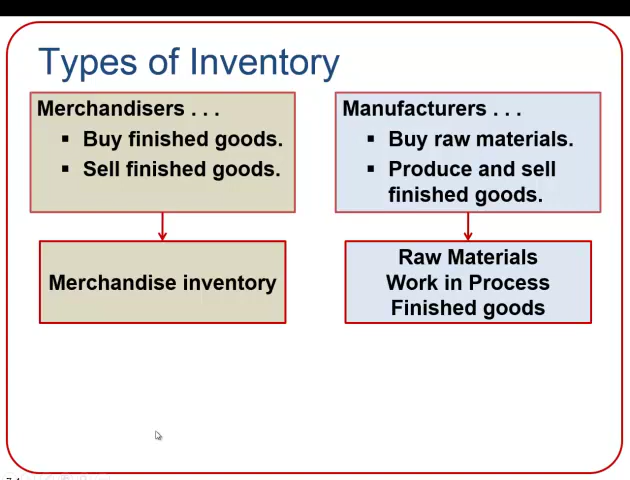 Types of Inventory
Merchandisers . . .
▪ Buy finished goods.
▪ Sell finished goods.
Manufacturers . . .
▪ Buy raw materials.
▪ Produce and sell
finished goods.
Merchandise inventory
Raw Materials
Work in Process
Finished goods